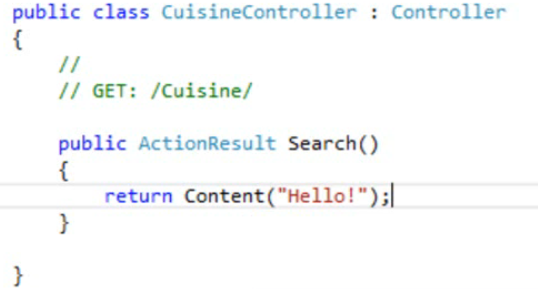 public class CuisineController : Controller
{
    //
    // GET: /Cuisine/

    public ActionResult Search()
    {
        return Content("Hello!");
    }

}